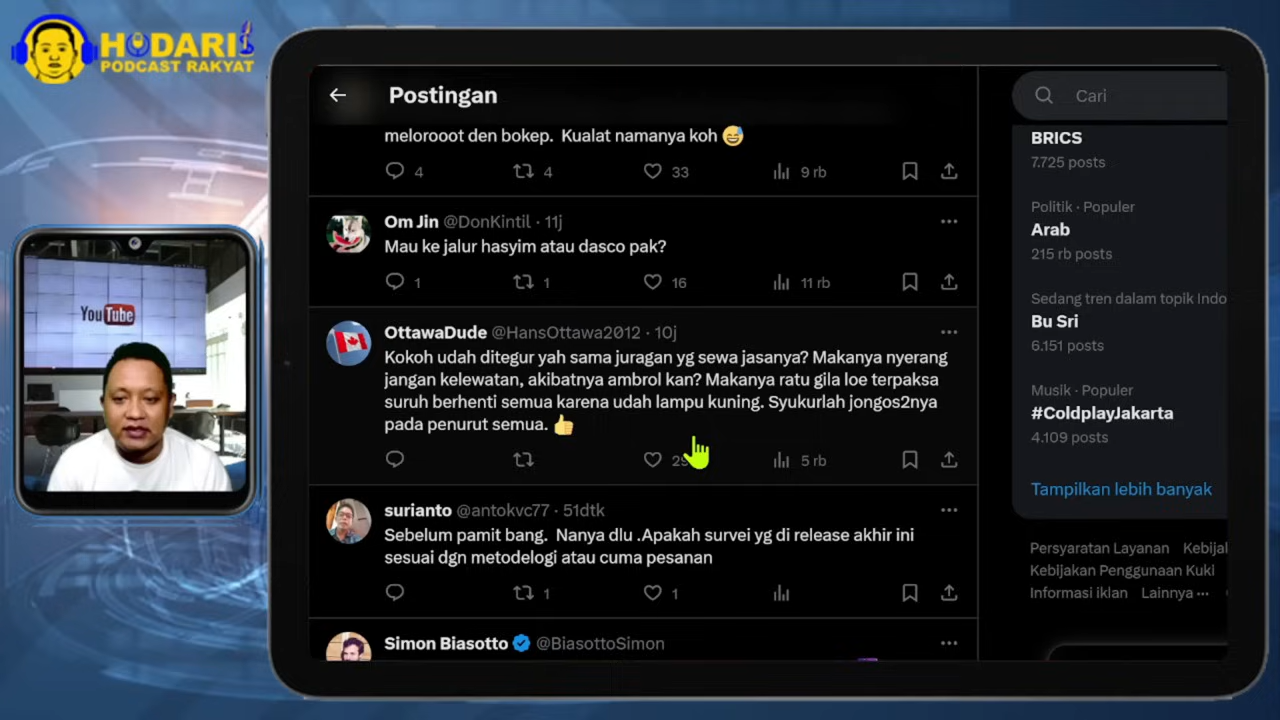 HODARI
PODCAST RAKYAT
YouTube
Postingan
Cari
melorooot den bokep. Kualat namanya koh 😅
4 4 33 9 rb
Om Jin @DonKintil · 11j
Mau ke jalur hasyim atau dasco pak?
1 1 16 11 rb
OttawaDude @HansOttawa2012 · 10j
Kokoh udah ditegur yah sama juragan yg sewa jasanya? Makanya nyerang
jangan kelewatan, akibatnya ambrol kan? Makanya ratu gila loe terpaksa
suruh berhenti semua karena udah lampu kuning. Syukurlah jongos2nya
pada penurut semua. 👍
5 rb
surianto @antokvc77 · 51dtk
Sebelum pamit bang. Nanya dlu .Apakah survei yg di release akhir ini
sesuai dgn metodelogi atau cuma pesanan
1 1
Simon Biasotto @BiasottoSimon
BRICS
7.725 posts
Politik · Populer
Arab
215 rb posts
Sedang tren dalam topik Indo
Bu Sri
6.151 posts
Musik · Populer
#ColdplayJakarta
4.109 posts
Tampilkan lebih banyak
Persyaratan Layanan Kebijal
Kebijakan Penggunaan Kuki
Informasi iklan Lainnya ···